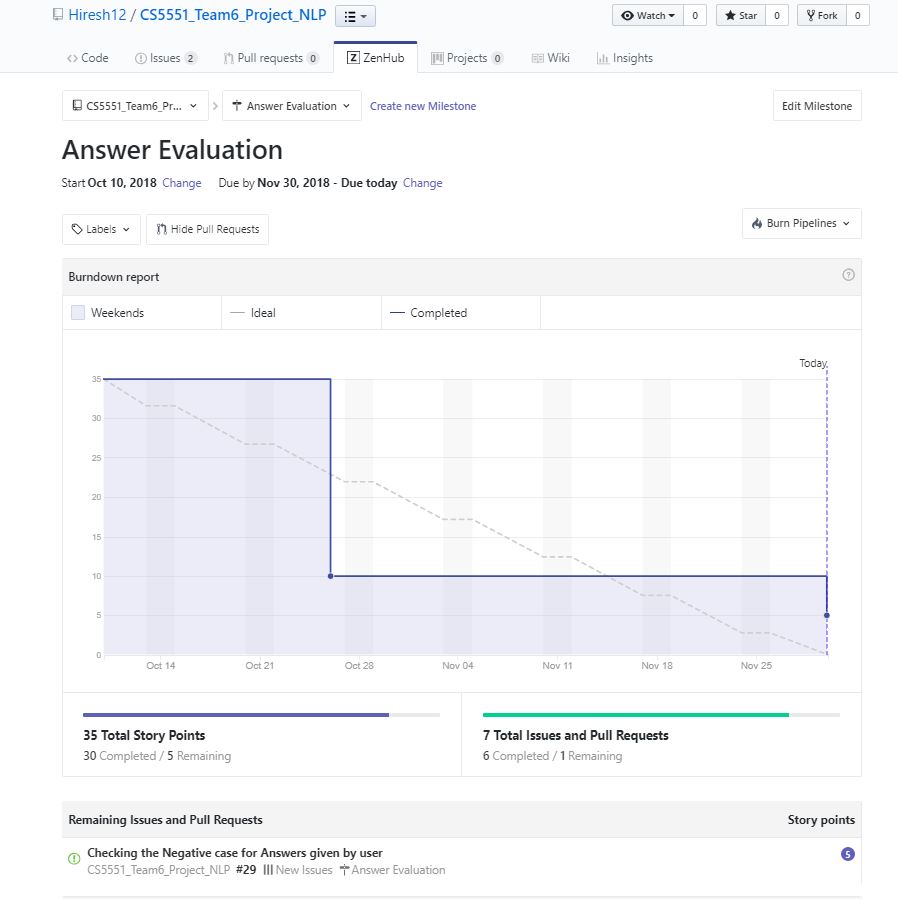 Hiresh12 / CS5551_Team6_Project_NLP
Watch 0 Star 0 Fork 0
Code Issues 2 Pull requests 0 ZenHub Projects 0 Wiki Insights
CS5551_Team6_Pr... Answer Evaluation Create new Milestone Edit Milestone
Answer Evaluation
Start Oct 10, 2018 Change Due by Nov 30, 2018 - Due today Change
Labels Hide Pull Requests Burn Pipelines
Burndown report
Weekends Ideal Completed
Today
35
30
25
20
15
10
5
0
Oct 14 Oct 21 Oct 28 Nov 04 Nov 11 Nov 18 Nov 25
35 Total Story Points
30 Completed / 5 Remaining
7 Total Issues and Pull Requests
6 Completed / 1 Remaining
Remaining Issues and Pull Requests Story points
Checking the Negative case for Answers given by user 5
CS5551_Team6_Project_NLP #29 New Issues Answer Evaluation